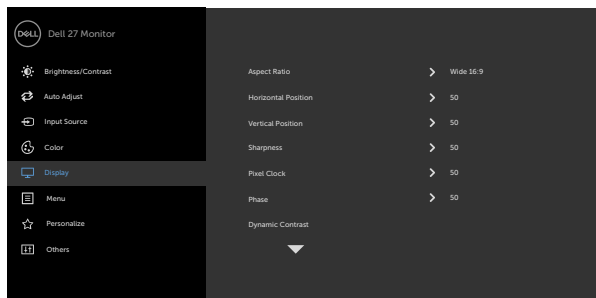 DELL Dell 27 Monitor
Brightness/Contrast
Auto Adjust
Input Source
Color
Display
Menu
Personalize
Others
Aspect Ratio Wide 16:9
Horizontal Position 50
Vertical Position 50
Sharpness 50
Pixel Clock 50
Phase 50
Dynamic Contrast